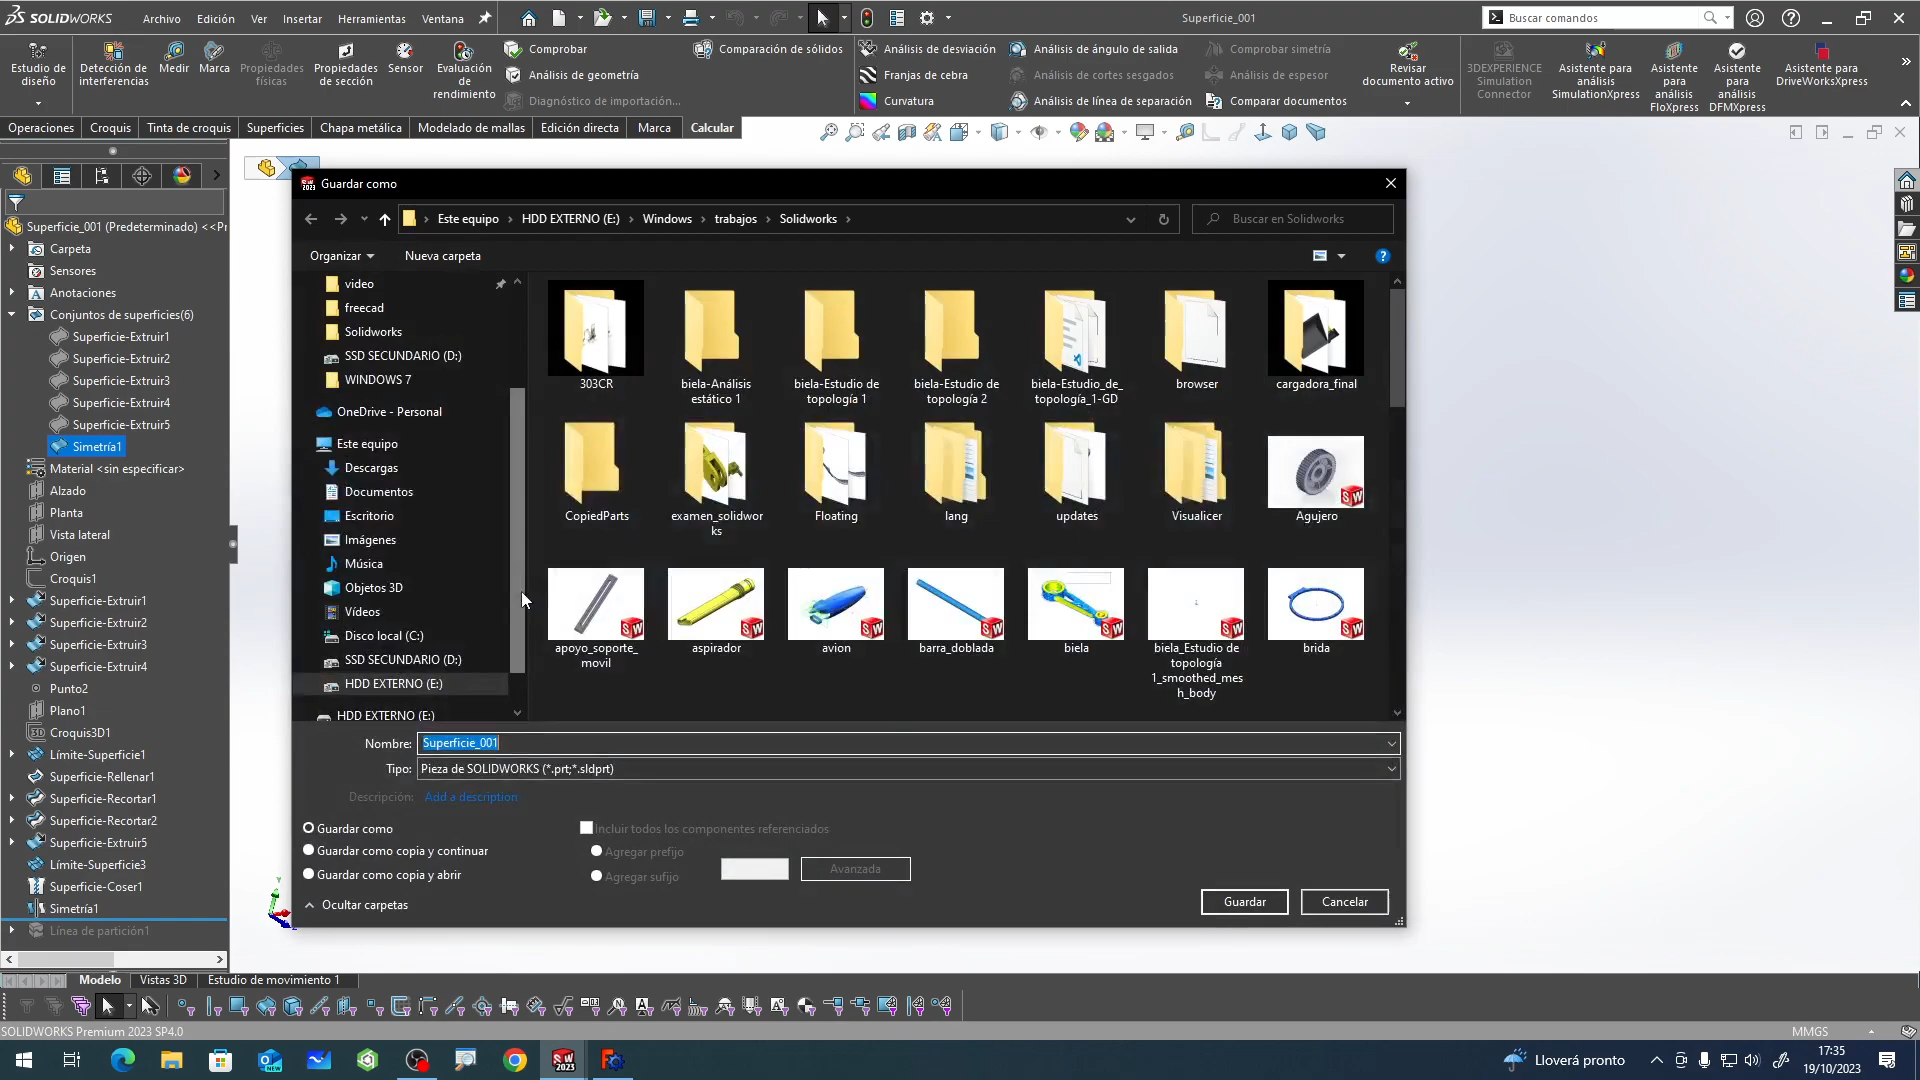 SOLIDWORKS
Archivo
Edición
Ver
Insertar
Herramientas
Ventana
Superficie_001
Buscar comandos
Estudio de diseño
Detección de interferencias
Medir
Marca
Propiedades físicas
Propiedades de sección
Sensor
Evaluación de rendimiento
Comprobar
Análisis de geometría
Diagnóstico de importación...
Comparación de sólidos
Análisis de desviación
Franjas de cebra
Curvatura
Análisis de ángulo de salida
Análisis de cortes sesgados
Análisis de línea de separación
Comprobar simetría
Análisis de espesor
Comparar documentos
Revisar documento activo
3DEXPERIENCE Simulation Connector
Asistente para análisis SimulationXpress
Asistente para análisis FloXpress
Asistente para análisis DFMXpress
Asistente para DriveWorksXpress
Operaciones
Croquis
Tinta de croquis
Superficies
Chapa metálica
Modelado de mallas
Edición directa
Marca
Calcular
Superficie_001 (Predeterminado) <<Pr
Carpeta
Sensores
Anotaciones
Conjuntos de superficies(6)
Superficie-Extruir1
Superficie-Extruir2
Superficie-Extruir3
Superficie-Extruir4
Superficie-Extruir5
Simetría1
Material <sin especificar>
Alzado
Planta
Vista lateral
Origen
Croquis1
Superficie-Extruir1
Superficie-Extruir2
Superficie-Extruir3
Superficie-Extruir4
Punto2
Plano1
Croquis3D1
Límite-Superficie1
Superficie-Rellenar1
Superficie-Recortar1
Superficie-Recortar2
Superficie-Extruir5
Límite-Superficie3
Superficie-Coser1
Simetría1
Línea de partición1
Guardar como
Este equipo
HDD EXTERNO (E:)
Windows
trabajos
Solidworks
Buscar en Solidworks
Organizar
Nueva carpeta
video
freecad
Solidworks
SSD SECUNDARIO (D:)
WINDOWS 7
OneDrive - Personal
Este equipo
Descargas
Documentos
Escritorio
Imágenes
Música
Objetos 3D
Vídeos
Disco local (C:)
SSD SECUNDARIO (D:)
HDD EXTERNO (E:)
HDD EXTERNO (E:)
303CR
biela-Análisis estático 1
biela-Estudio de topología 1
biela-Estudio de topología 2
biela-Estudio_de_topología_1-GD
browser
cargadora_final
CopiedParts
examen_solidworks
Floating
lang
updates
Visualicer
Agujero
apoyo_soporte_movil
aspirador
avion
barra_doblada
biela
biela_Estudio de topología 1_smoothed_mesh_body
brida
Nombre: Superficie_001
Tipo: Pieza de SOLIDWORKS (*.prt;*.sldprt)
Descripción: Add a description
Guardar como
Guardar como copia y continuar
Guardar como copia y abrir
Incluir todos los componentes referenciados
Agregar prefijo
Agregar sufijo
Avanzada
Ocultar carpetas
Guardar
Cancelar
Modelo
Vistas 3D
Estudio de movimiento 1
SOLIDWORKS Premium 2023 SP4.0
MMGS
Lloverá pronto
17:35
19/10/2023